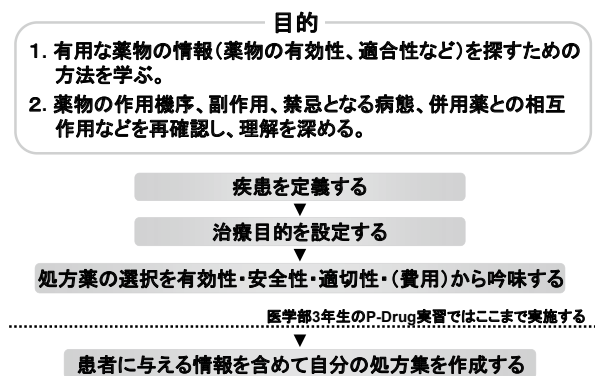 目的
1. 有用な薬物の情報(薬物の有効性、適合性など)を探すための
方法を学ぶ。
2. 薬物の作用機序、副作用、禁忌となる病態、併用薬との相互
作用などを再確認し、理解を深める。
疾患を定義する
▼
治療目的を設定する
▼
処方薬の選択を有効性・安全性・適切性・(費用)から吟味する
医学部3年生のP-Drug実習ではここまで実施する
▼
患者に与える情報を含めて自分の処方集を作成する